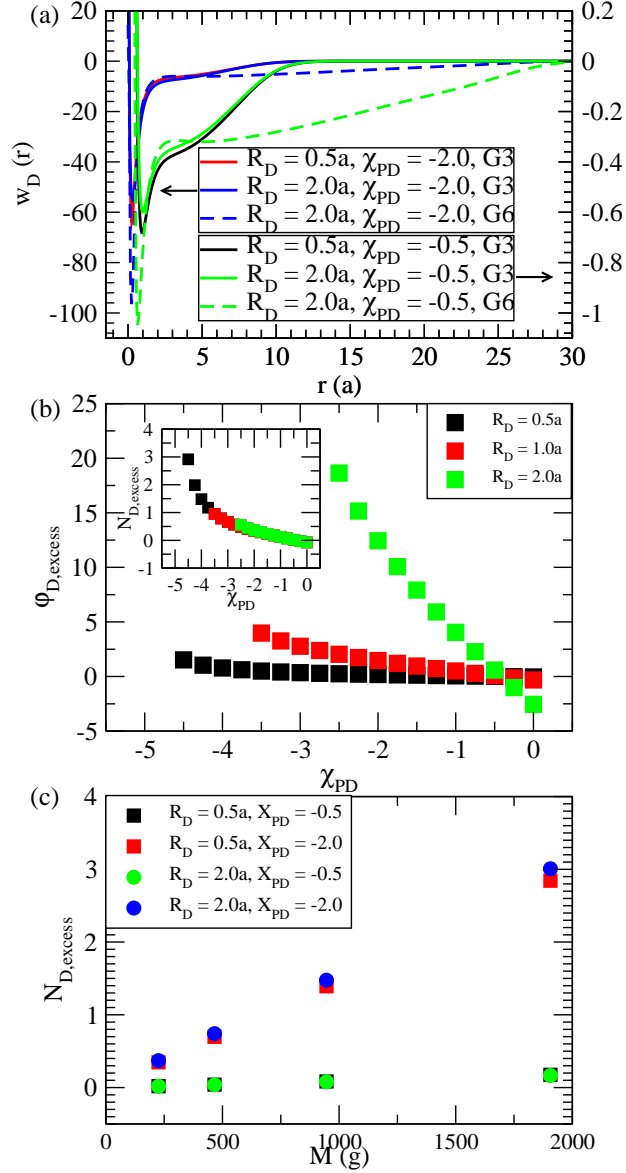 (a)
20
0
-20
-40
-60
-80
-100
0.2
0
-0.2
-0.4
-0.6
-0.8
-1
w_D (r)
R_D = 0.5a, χ_PD = -2.0, G3
R_D = 2.0a, χ_PD = -2.0, G3
R_D = 2.0a, χ_PD = -2.0, G6
R_D = 0.5a, χ_PD = -0.5, G3
R_D = 2.0a, χ_PD = -0.5, G3
R_D = 2.0a, χ_PD = -0.5, G6
0 5 10 15 20 25 30
r (a)
(b)
25
20
15
10
5
0
-5
φ_D,excess
4
3
2
1
0
-1
N_D,excess
-5 -4 -3 -2 -1 0
χ_PD
R_D = 0.5a
R_D = 1.0a
R_D = 2.0a
-5 -4 -3 -2 -1 0
χ_PD
(c)
4
3
2
1
0
N_D,excess
R_D = 0.5a, X_PD = -0.5
R_D = 0.5a, X_PD = -2.0
R_D = 2.0a, X_PD = -0.5
R_D = 2.0a, X_PD = -2.0
0 500 1000 1500 2000
M (g)